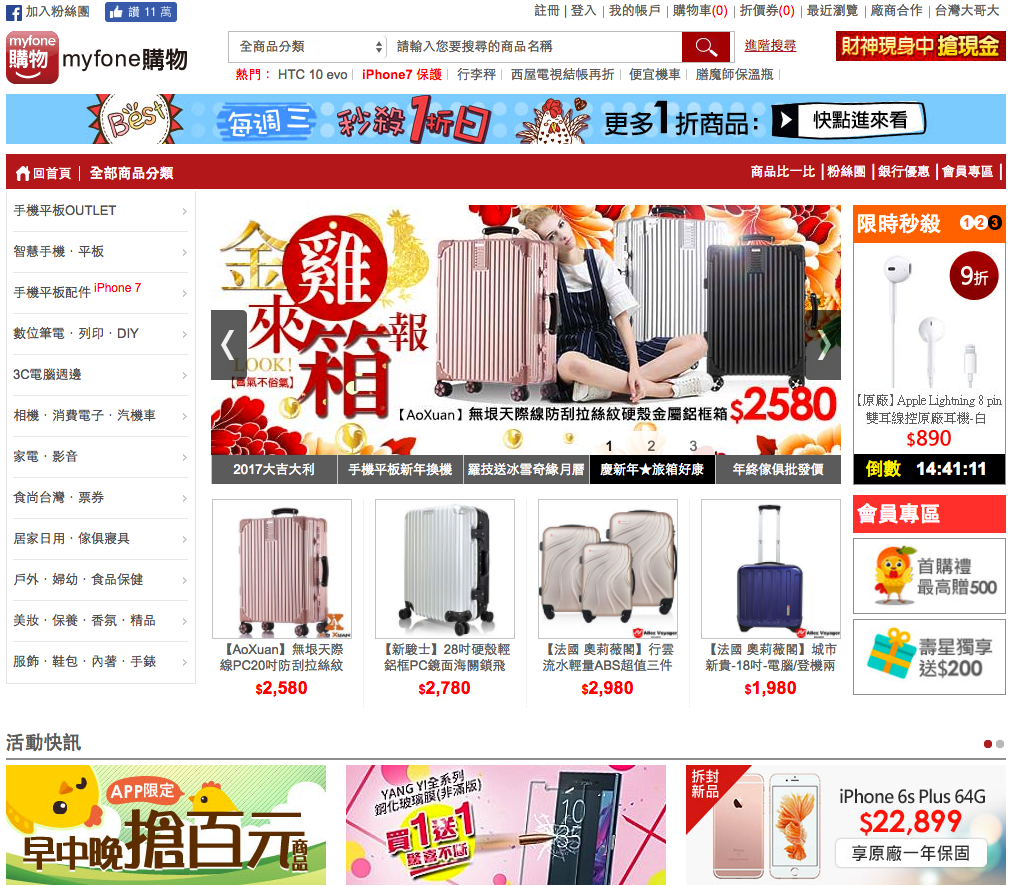 加入粉絲團 讚 11 萬
註冊 | 登入 | 我的帳戶 | 購物車(0) | 折價券(0) | 最近瀏覽 | 廠商合作 | 台灣大哥大
myfone
購物
myfone購物
全商品分類 請輸入您要搜尋的商品名稱
進階搜尋
財神現身中 搶現金
熱門： HTC 10 evo | iPhone7 保護 | 行李秤 | 西屋電視結帳再折 | 便宜機車 | 膳魔師保溫瓶 |
Best 每週三 秒殺1折日 更多1折商品： 快點進來看
回首頁 | 全部商品分類
商品比一比 | 粉絲團 | 銀行優惠 | 會員專區 |
手機平板OUTLET
智慧手機．平板
手機平板配件 iPhone 7
數位筆電．列印．DIY
3C電腦週邊
相機．消費電子．汽機車
家電．影音
食尚台灣．票券
居家日用．傢俱寢具
戶外．婦幼．食品保健
美妝．保養．香氛．精品
服飾．鞋包．內著．手錶
金雞
來箱報
LOOK!
【喜氣不俗氣】
【AoXuan】無垠天際線防刮拉絲紋硬殼金屬鋁框箱 $2580
1 2 3
2017大吉大利
手機平板新年換機
羅技送冰雪奇緣月曆
慶新年★旅箱好康
年終傢俱批發價
限時秒殺 1 2 3
9折
【原廠】Apple Lightning 8 pin
雙耳線控原廠耳機-白
$890
倒數 14:41:11
會員專區
首購禮
最高贈500
壽星獨享
送$200
【AoXuan】無垠天際
線PC20吋防刮拉絲紋
$2,580
【新騎士】28吋硬殼輕
鋁框PC鏡面海關鎖飛
$2,780
Allez Voyager
【法國 奧莉薇閣】行雲
流水輕量ABS超值三件
$2,980
Allez Voyager
【法國 奧莉薇閣】城市
新貴-18吋-電腦/登機兩
$1,980
活動快訊
APP限定
早中晚搶百元商品
YANG YI全系列
鋼化玻璃膜(非滿版)
買1送1
驚喜不斷
拆封
新品
iPhone 6s Plus 64G
$22,899
享原廠一年保固